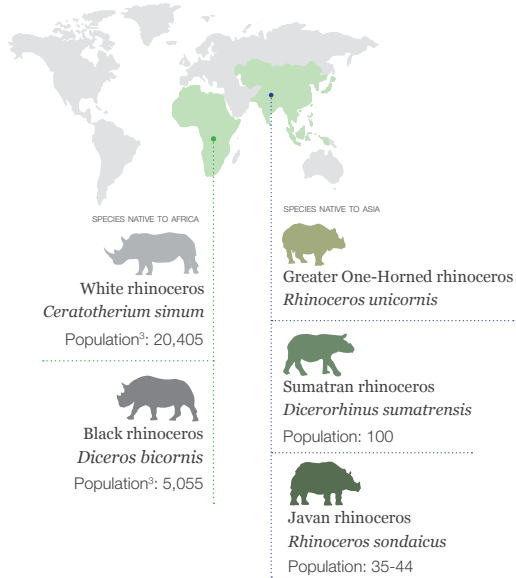 SPECIES NATIVE TO AFRICA
White rhinoceros
Ceratotherium simum
Population³: 20,405
Black rhinoceros
Diceros bicornis
Population³: 5,055
SPECIES NATIVE TO ASIA
Greater One-Horned rhinoceros
Rhinoceros unicornis
Sumatran rhinoceros
Dicerorhinus sumatrensis
Population: 100
Javan rhinoceros
Rhinoceros sondaicus
Population: 35-44